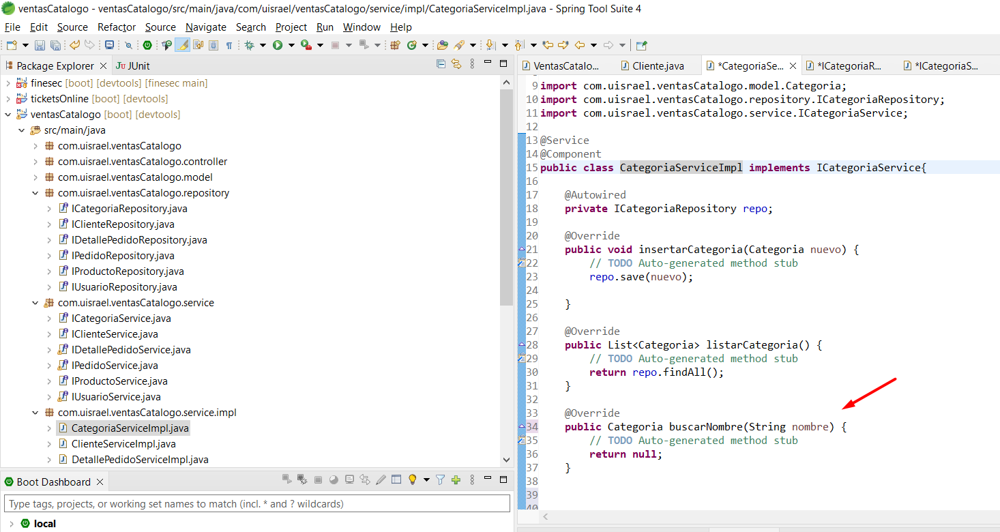 ventasCatalogo - ventasCatalogo/src/main/java/com/uisrael/ventasCatalogo/service/impl/CategoriaServiceImpl.java - Spring Tool Suite 4
File Edit Source Refactor Source Navigate Search Project Run Window Help
Package Explorer JUnit
finesec [boot] [devtools] [finesec main]
ticketsOnline [boot] [devtools]
ventasCatalogo [boot] [devtools]
src/main/java
com.uisrael.ventasCatalogo
com.uisrael.ventasCatalogo.controller
com.uisrael.ventasCatalogo.model
com.uisrael.ventasCatalogo.repository
ICategoriaRepository.java
IClienteRepository.java
IDetallePedidoRepository.java
IPedidoRepository.java
IProductoRepository.java
IUsuarioRepository.java
com.uisrael.ventasCatalogo.service
ICategoriaService.java
IClienteService.java
IDetallePedidoService.java
IPedidoService.java
IProductoService.java
IUsuarioService.java
com.uisrael.ventasCatalogo.service.impl
CategoriaServiceImpl.java
ClienteServiceImpl.java
DetallePedidoServiceImpl.java
Boot Dashboard
Type tags, projects, or working set names to match (incl. * and ? wildcards)
local
VentasCatalo... Cliente.java *CategoriaSe... *ICategoriaR... *ICategoriaS...
9 import com.uisrael.ventasCatalogo.model.Categoria;
10 import com.uisrael.ventasCatalogo.repository.ICategoriaRepository;
11 import com.uisrael.ventasCatalogo.service.ICategoriaService;
12
13 @Service
14 @Component
15 public class CategoriaServiceImpl implements ICategoriaService{
16
17 @Autowired
18 private ICategoriaRepository repo;
19
20 @Override
21 public void insertarCategoria(Categoria nuevo) {
22 // TODO Auto-generated method stub
23 repo.save(nuevo);
24
25 }
26
27 @Override
28 public List<Categoria> listarCategoria() {
29 // TODO Auto-generated method stub
30 return repo.findAll();
31 }
32
33 @Override
34 public Categoria buscarNombre(String nombre) {
35 // TODO Auto-generated method stub
36 return null;
37 }
38
39
40